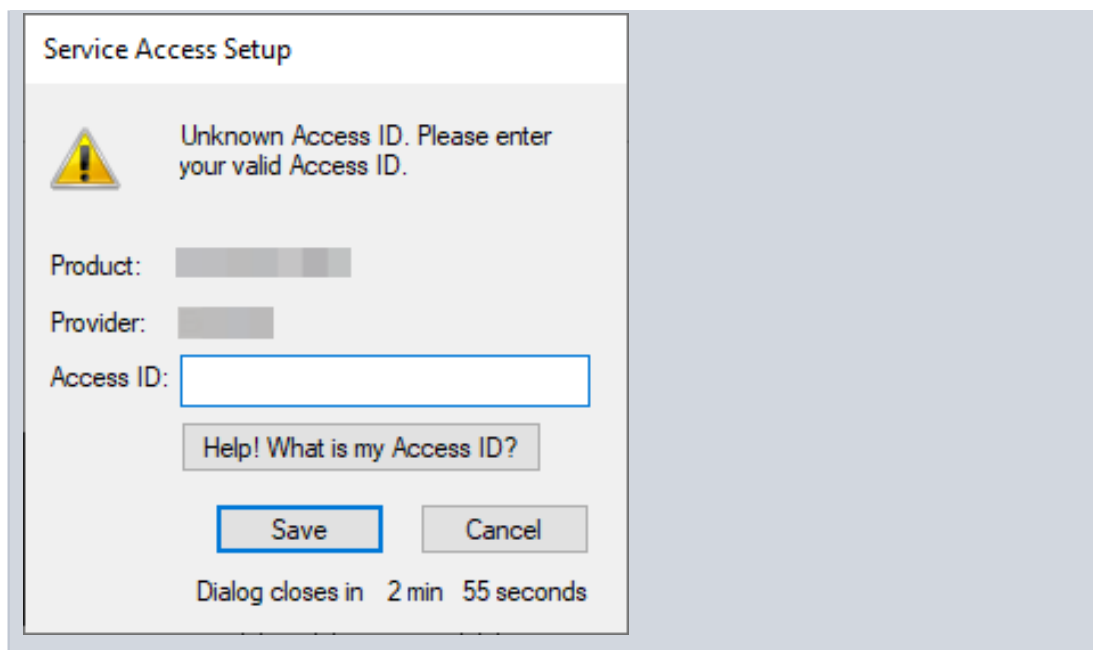 Service Access Setup
Unknown Access ID. Please enter
your valid Access ID.
Product:
Provider:
Access ID:
Help! What is my Access ID?
Save Cancel
Dialog closes in 2 min 55 seconds